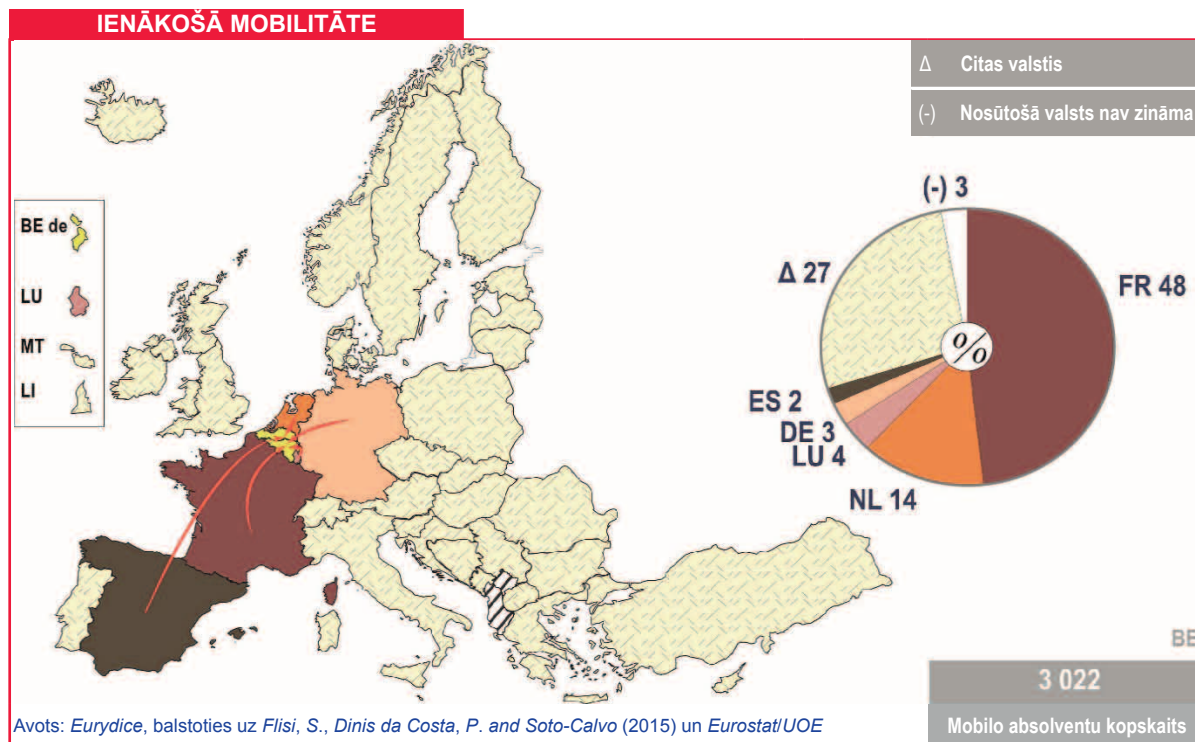 IENĀKOŠĀ MOBILITĀTE
Δ Citas valstis
(-) Nosūtošā valsts nav zināma
BE de
LU
MT
LI
(-) 3
Δ 27
FR 48
%
ES 2
DE 3
LU 4
NL 14
BE
3 022
Mobilo absolventu kopskaits
Avots: Eurydice, balstoties uz Flisi, S., Dinis da Costa, P. and Soto-Calvo (2015) un Eurostat/UOE